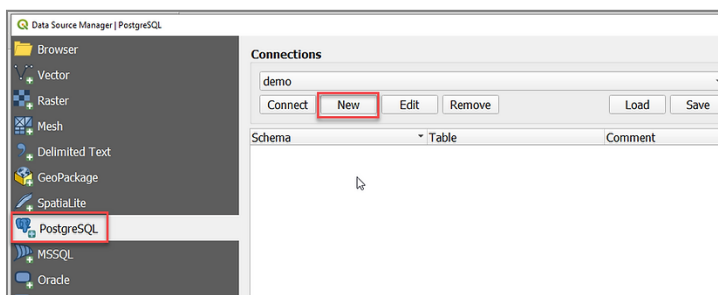 Data Source Manager | PostgreSQL
Browser
Vector
Raster
Mesh
Delimited Text
GeoPackage
SpatiaLite
PostgreSQL
MSSQL
Oracle
Connections
demo
Connect New Edit Remove Load Save
Schema Table Comment